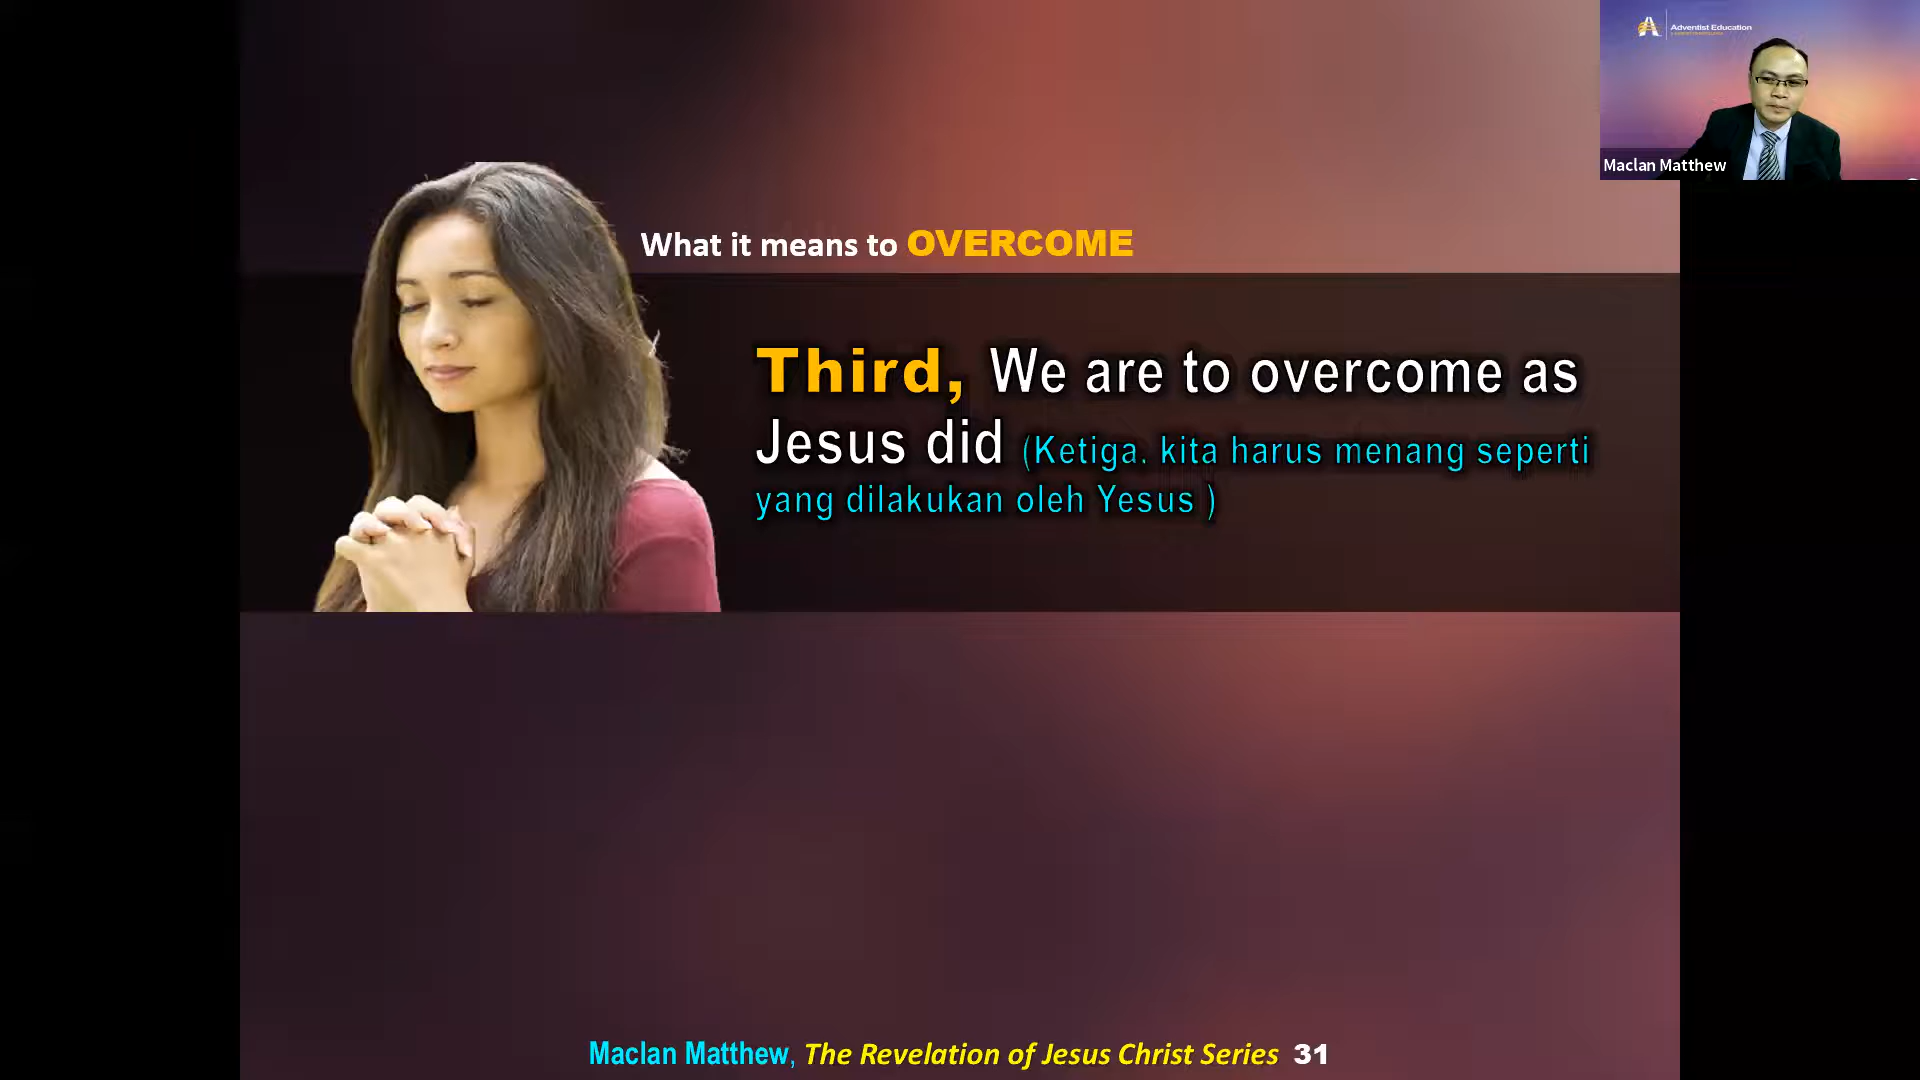 Adventist Education
Maclan Matthew
What it means to OVERCOME
Third, We are to overcome as
Jesus did (Ketiga. kita harus menang seperti
yang dilakukan oleh Yesus )
Maclan Matthew, The Revelation of Jesus Christ Series 31